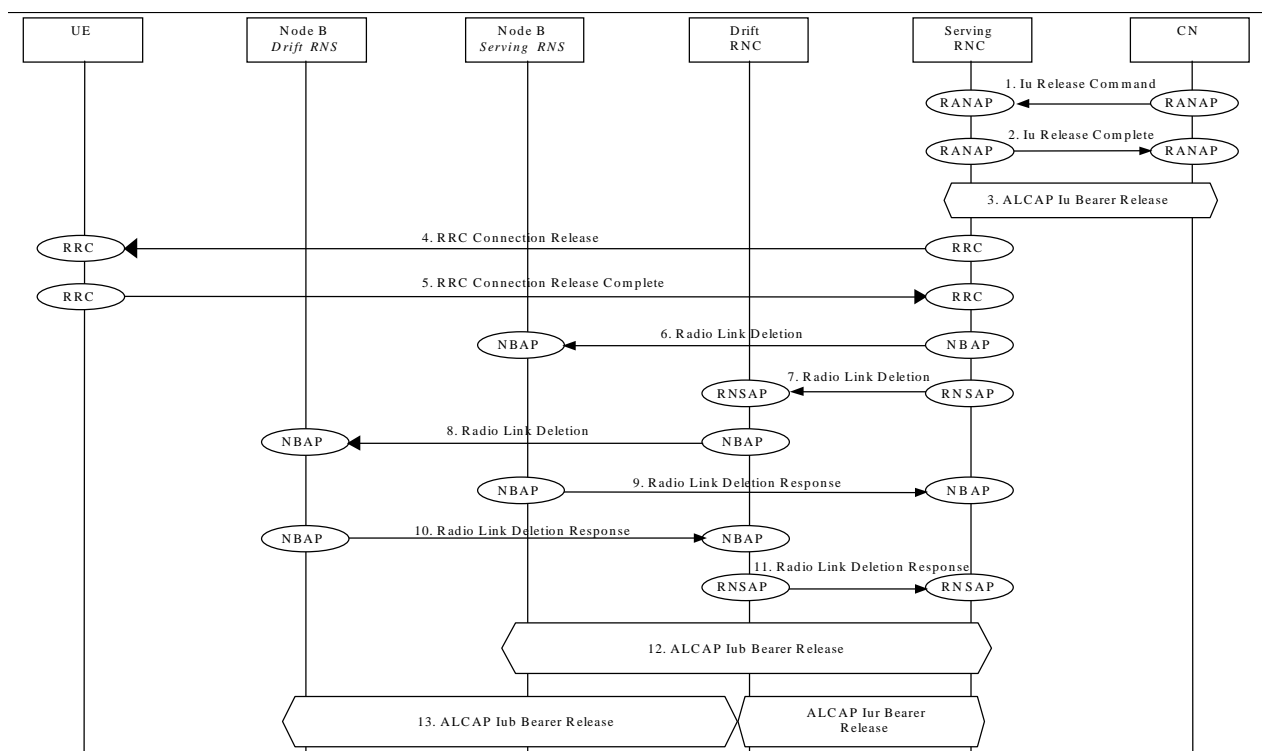 UE
Node B
Drift RNS
Node B
Serving RNS
Drift
RNC
Serving
RNC
CN
1. Iu Release Command
RANAP
RANAP
2. Iu Release Complete
RANAP
RANAP
3. ALCAP Iu Bearer Release
4. RRC Connection Release
RRC
RRC
5. RRC Connection Release Complete
RRC
RRC
6. Radio Link Deletion
NBAP
NBAP
7. Radio Link Deletion
RNSAP
RNSAP
8. Radio Link Deletion
NBAP
NBAP
9. Radio Link Deletion Response
NBAP
NBAP
10. Radio Link Deletion Response
NBAP
NBAP
11. Radio Link Deletion Response
RNSAP
RNSAP
12. ALCAP Iub Bearer Release
13. ALCAP Iub Bearer Release
ALCAP Iur Bearer
Release